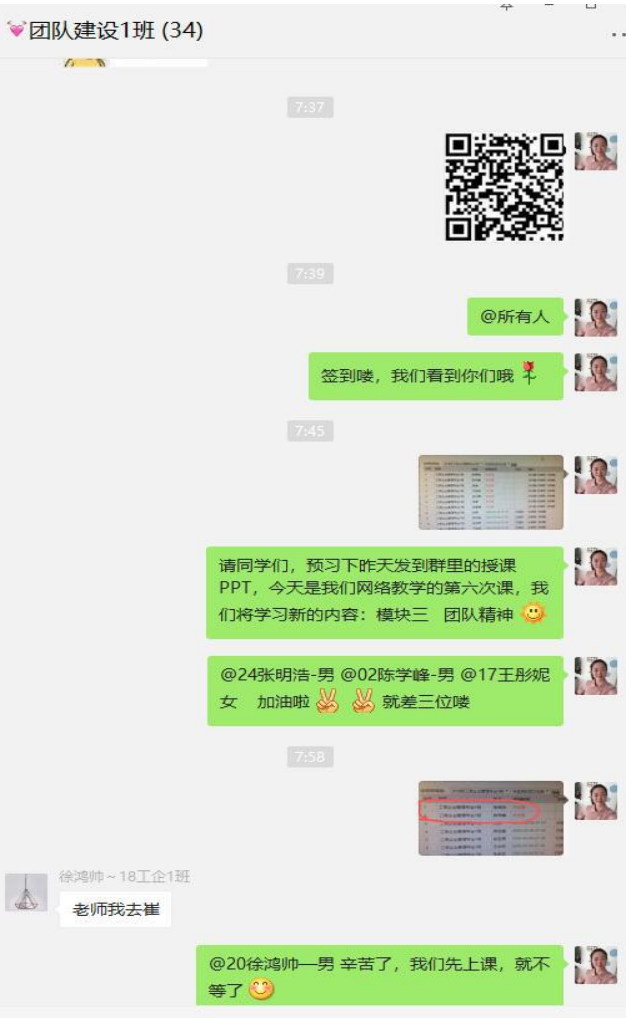 团队建设1班 (34)
7:37
7:39
@所有人
签到喽，我们看到你们哦
7:45
请同学们，预习下昨天发到群里的授课
PPT，今天是我们网络教学的第六次课，我
们将学习新的内容：模块三 团队精神
@24张明浩-男 @02陈学峰-男 @17王彤妮
女 加油啦 就差三位喽
7:58
徐鸿帅~18工企1班
老师我去崔
@20徐鸿帅—男 辛苦了，我们先上课，就不
等了